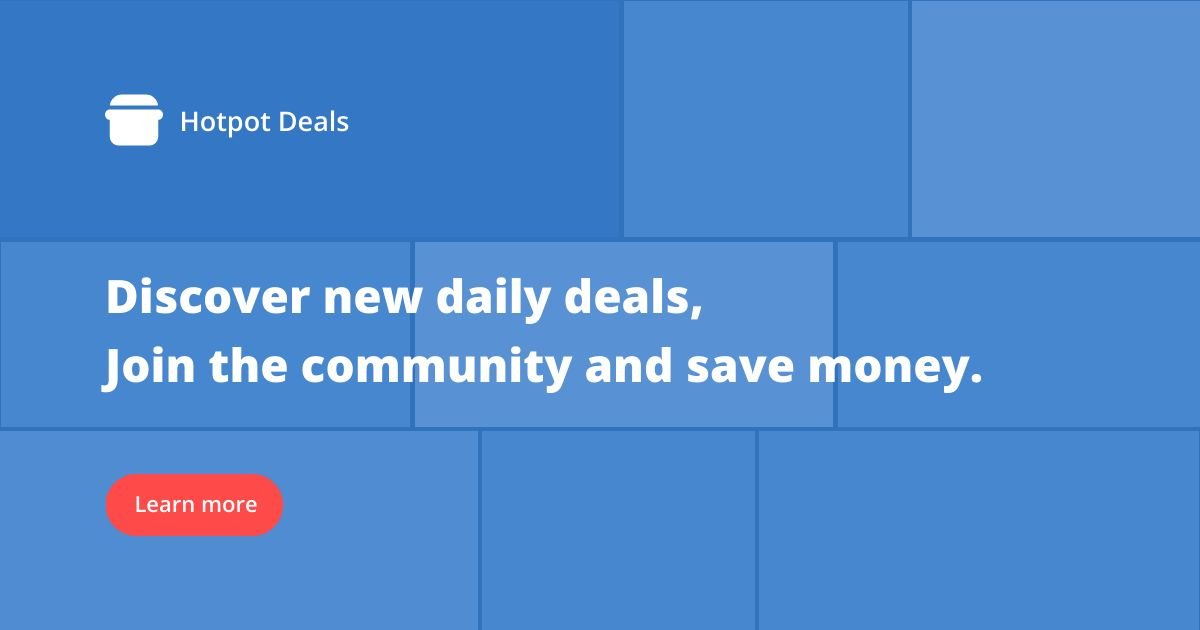 Hotpot Deals
Discover new daily deals,
Join the community and save money.
Learn more